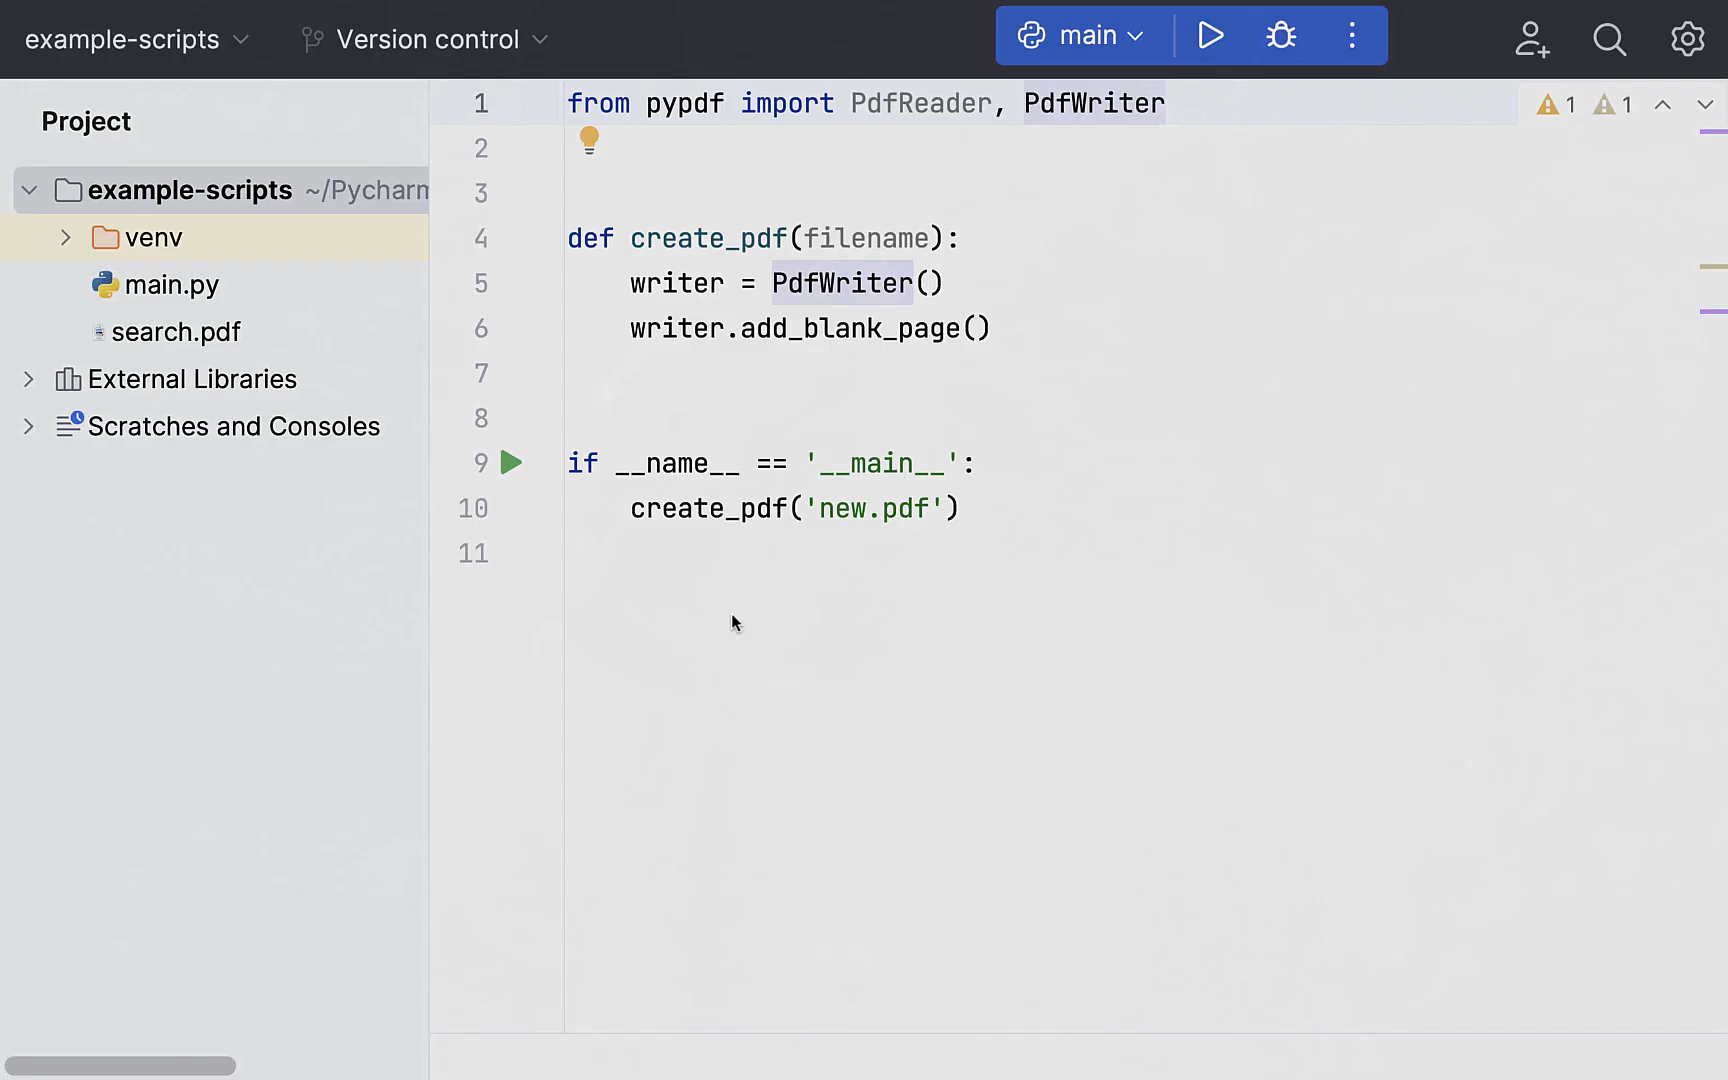 example-scripts Version control main
Project
example-scripts ~/Pycharm
venv
main.py
search.pdf
External Libraries
Scratches and Consoles
1 from pypdf import PdfReader, PdfWriter 1 1
2
3
4 def create_pdf(filename):
5 writer = PdfWriter()
6 writer.add_blank_page()
7
8
9 if __name__ == '__main__':
10 create_pdf('new.pdf')
11